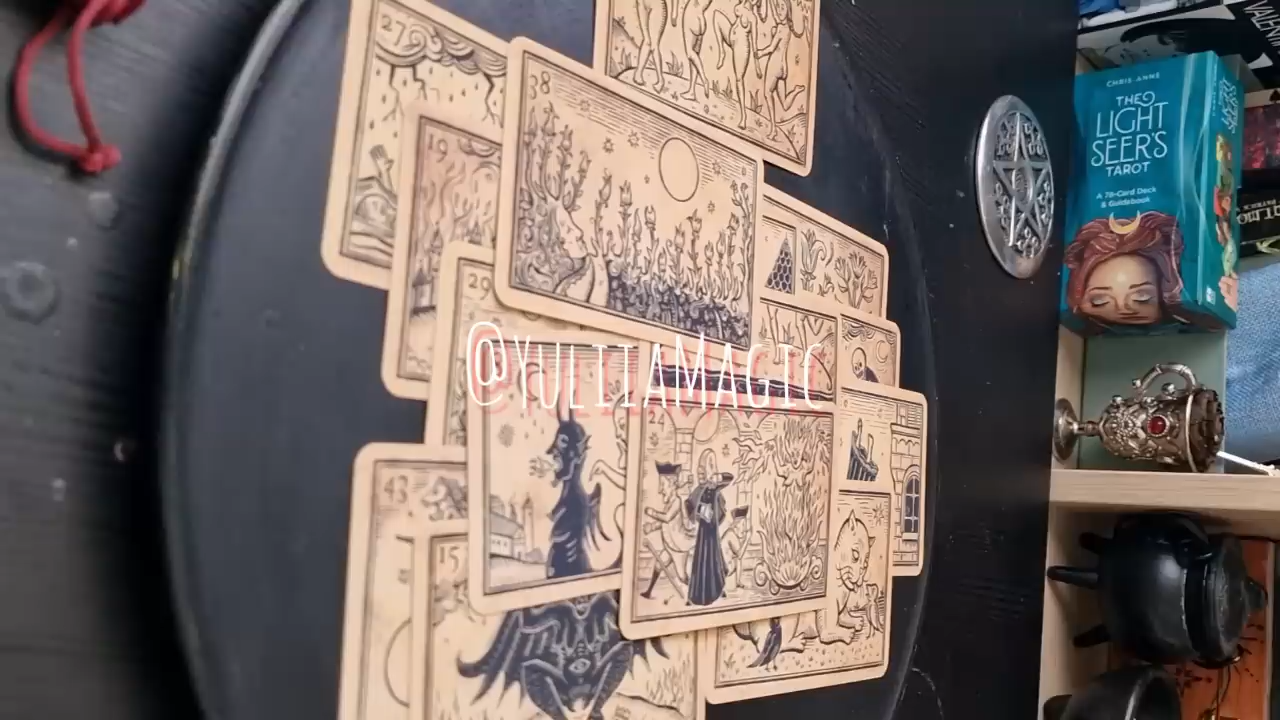 27
38
19
29
@YULIIAMAGIC
24
43
15
CHRIS-ANNE
THE
LIGHT
SEER'S
TAROT
A 78-Card Deck
& Guidebook